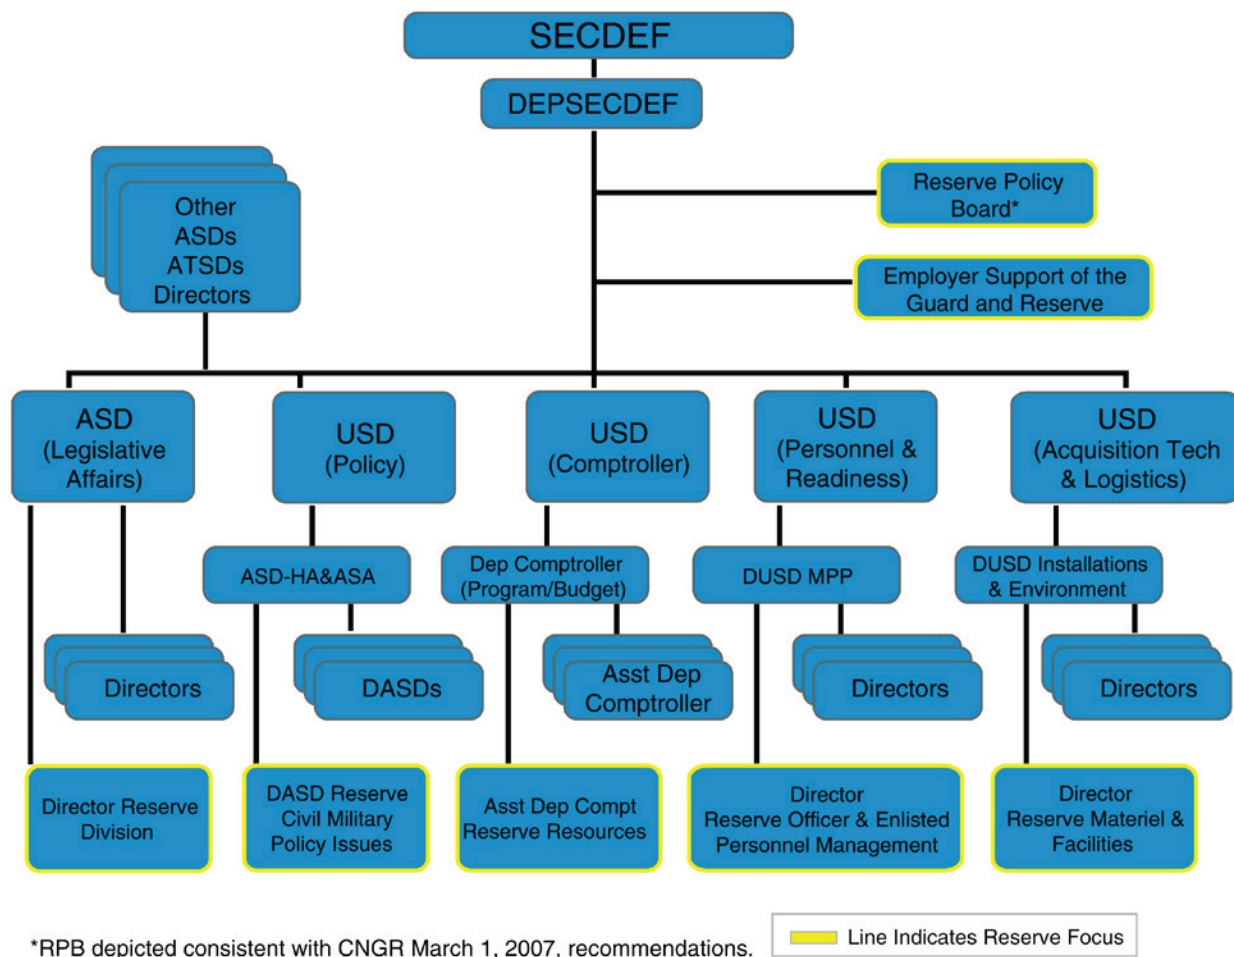 SECDEF
DEPSECDEF
Other
ASDs
ATSDs
Directors
Reserve Policy
Board*
Employer Support of the
Guard and Reserve
ASD
(Legislative
Affairs)
USD
(Policy)
USD
(Comptroller)
USD
(Personnel &
Readiness)
USD
(Acquisition Tech
& Logistics)
ASD-HA&ASA
Dep Comptroller
(Program/Budget)
DUSD MPP
DUSD Installations
& Environment
Directors
DASDs
Asst Dep
Comptroller
Directors
Directors
Director Reserve
Division
DASD Reserve
Civil Military
Policy Issues
Asst Dep Compt
Reserve Resources
Director
Reserve Officer & Enlisted
Personnel Management
Director
Reserve Materiel &
Facilities
*RPB depicted consistent with CNGR March 1, 2007, recommendations.
Line Indicates Reserve Focus